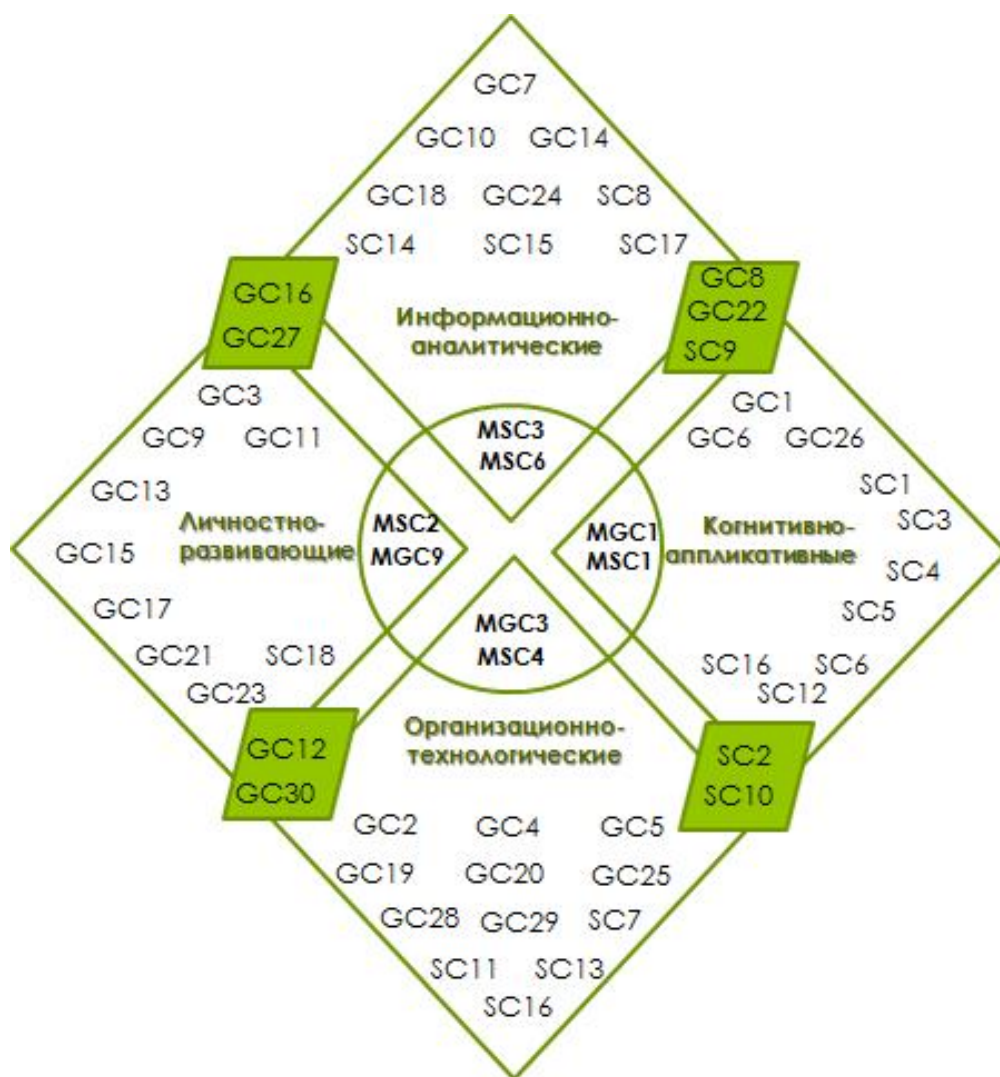 GC7
GC10 GC14
GC18 GC24 SC8
SC14 SC15 SC17
GC16
GC27
GC8
GC22
SC9
Информационно-
аналитические
GC3
GC9 GC11
GC13
GC15
GC17
GC21 SC18
GC23
Личностно-
развивающие
MSC3
MSC6
MSC2
MGC9
MGC1
MSC1
MGC3
MSC4
GC1
GC6 GC26
SC1
SC3
SC4
SC5
SC16 SC6
SC12
Когнитивно-
аппликативные
GC12
GC30
SC2
SC10
Организационно-
технологические
GC2 GC4 GC5
GC19 GC20 GC25
GC28 GC29 SC7
SC11 SC13
SC16